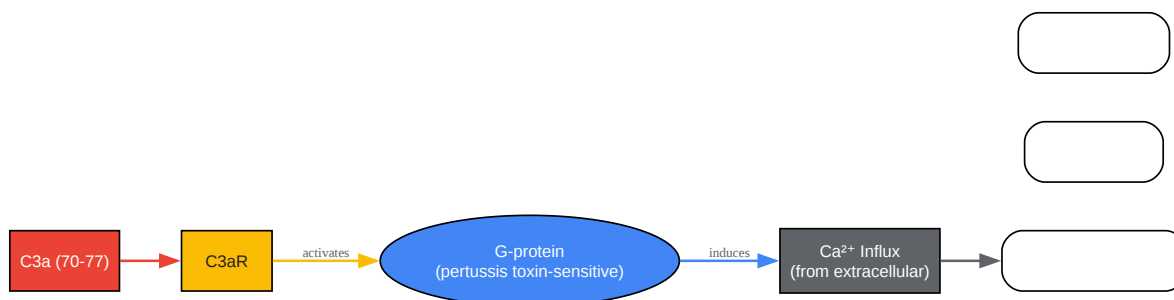 C3a (70-77)
C3aR
activates
G-protein
(pertussis toxin-sensitive)
induces
Ca²⁺ Influx
(from extracellular)